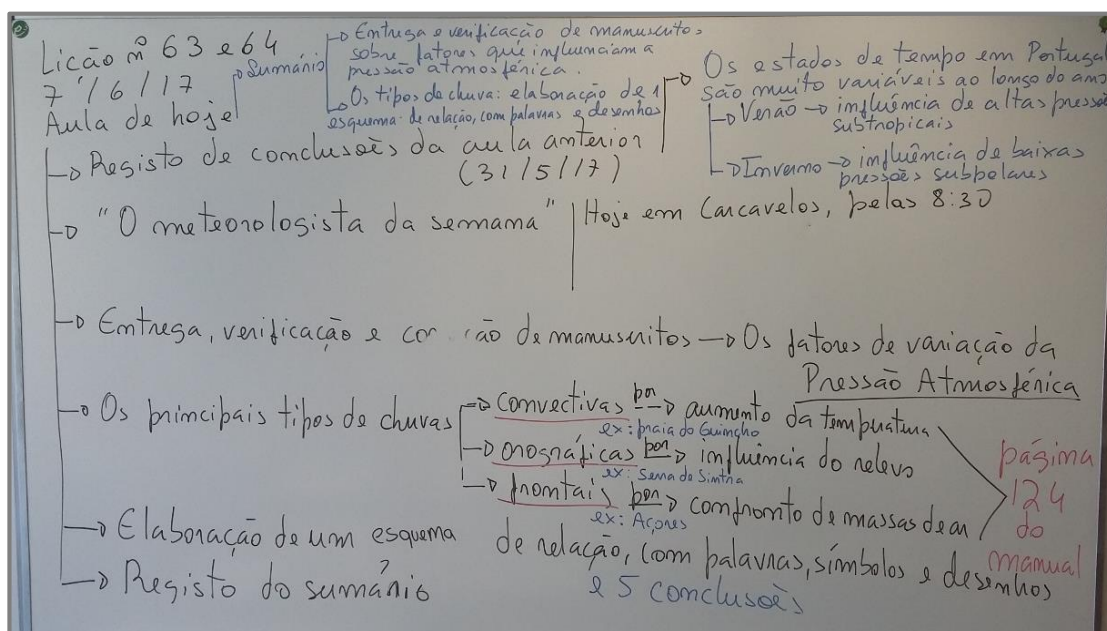 Lição nº 63 e 64
7/6/17
Aula de hoje
Sumário
Entrega e verificação de manuscritos
sobre fatores que influenciam a
pressão atmosférica.
Os tipos de chuva: elaboração de 1
esquema de relação, com palavras e desenhos
Registo de conclusões da aula anterior
(31/5/17)
Os estados de tempo em Portugal
são muito variáveis ao longo do ano
Verão → influência de altas pressões
subtropicais
Inverno → influência de baixas
pressões subpolares
"O meteorologista da semana"
Hoje em Carcavelos, pelas 8:30
Entrega, verificação e cor ção de manuscritos → Os fatores de variação da
Pressão Atmosférica
Os principais tipos de chuvas
convectivas por → aumento da temperatura
ex: praia do Guincho
orográficas por → influência do relevo
ex: Serra de Sintra
frontais por → confronto de massas de ar
ex: Açores
página
124
do
manual
Elaboração de um esquema de relação, com palavras, símbolos e desenhos
e 5 conclusões
Registo do sumário